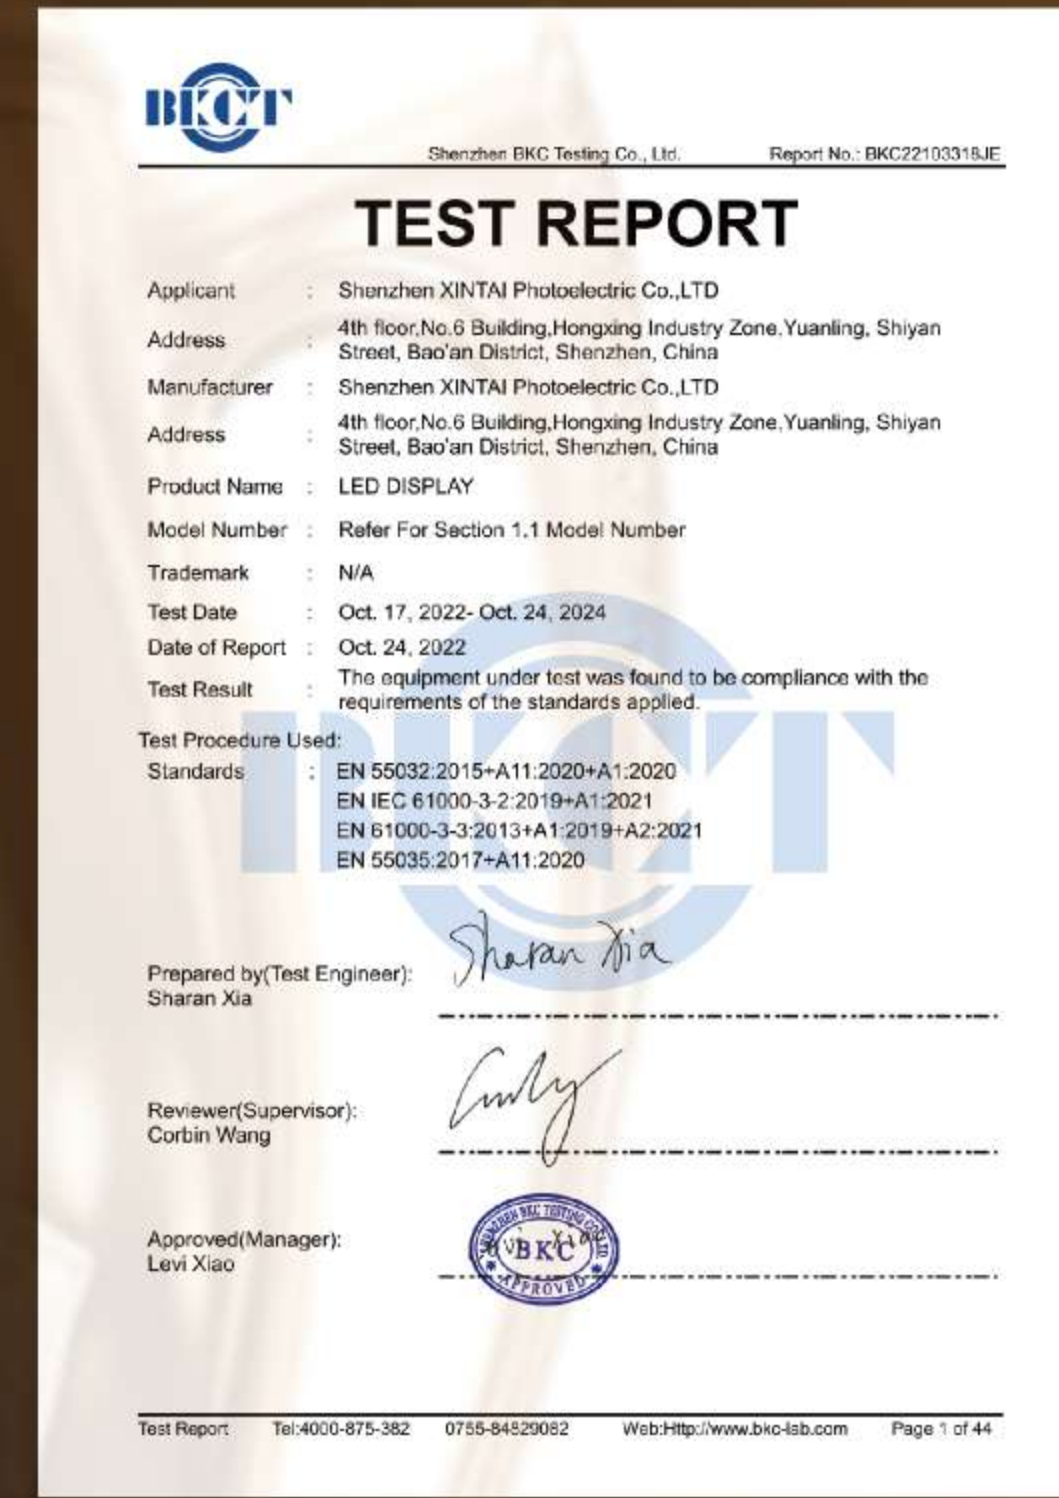 BKCT
Shenzhen BKC Testing Co., Ltd. Report No.: BKC22103318JE
TEST REPORT
Applicant : Shenzhen XINTAI Photoelectric Co.,LTD
Address : 4th floor,No.6 Building,Hongxing Industry Zone,Yuanling, Shiyan
Street, Bao'an District, Shenzhen, China
Manufacturer : Shenzhen XINTAI Photoelectric Co.,LTD
Address : 4th floor,No.6 Building,Hongxing Industry Zone,Yuanling, Shiyan
Street, Bao'an District, Shenzhen, China
Product Name : LED DISPLAY
Model Number : Refer For Section 1.1 Model Number
Trademark : N/A
Test Date : Oct. 17, 2022- Oct. 24, 2024
Date of Report : Oct. 24, 2022
Test Result : The equipment under test was found to be compliance with the
requirements of the standards applied.
Test Procedure Used:
Standards : EN 55032:2015+A11:2020+A1:2020
EN IEC 61000-3-2:2019+A1:2021
EN 61000-3-3:2013+A1:2019+A2:2021
EN 55035:2017+A11:2020
BKCT
Sharan Xia
Prepared by(Test Engineer):
Sharan Xia
Reviewer(Supervisor):
Corbin Wang
SHENZHEN BKC TESTING CO., LTD
BKC
APPROVED
Approved(Manager):
Levi Xiao
Test Report Tel:4000-875-382 0755-84829082 Web:Http://www.bkc-lab.com Page 1 of 44